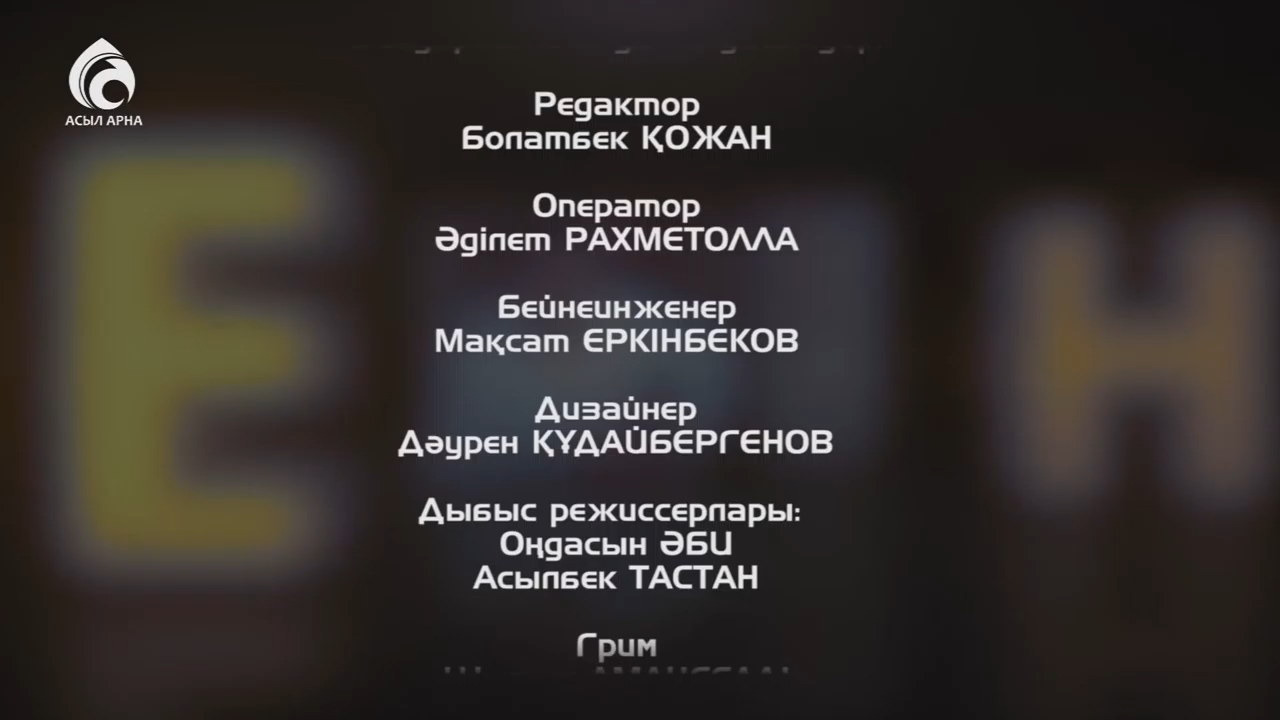 АСЫЛ АРНА
Редактор
Болатбек ҚОЖАН
Оператор
Әділет РАХМЕТОЛЛА
Бейнеинженер
Мақсат ЕРКІНБЕКОВ
Дизайнер
Дәурен ҚҰДАЙБЕРГЕНОВ
Дыбыс режиссерлары:
Оңдасын ӘБИ
Асылбек ТАСТАН
Грим